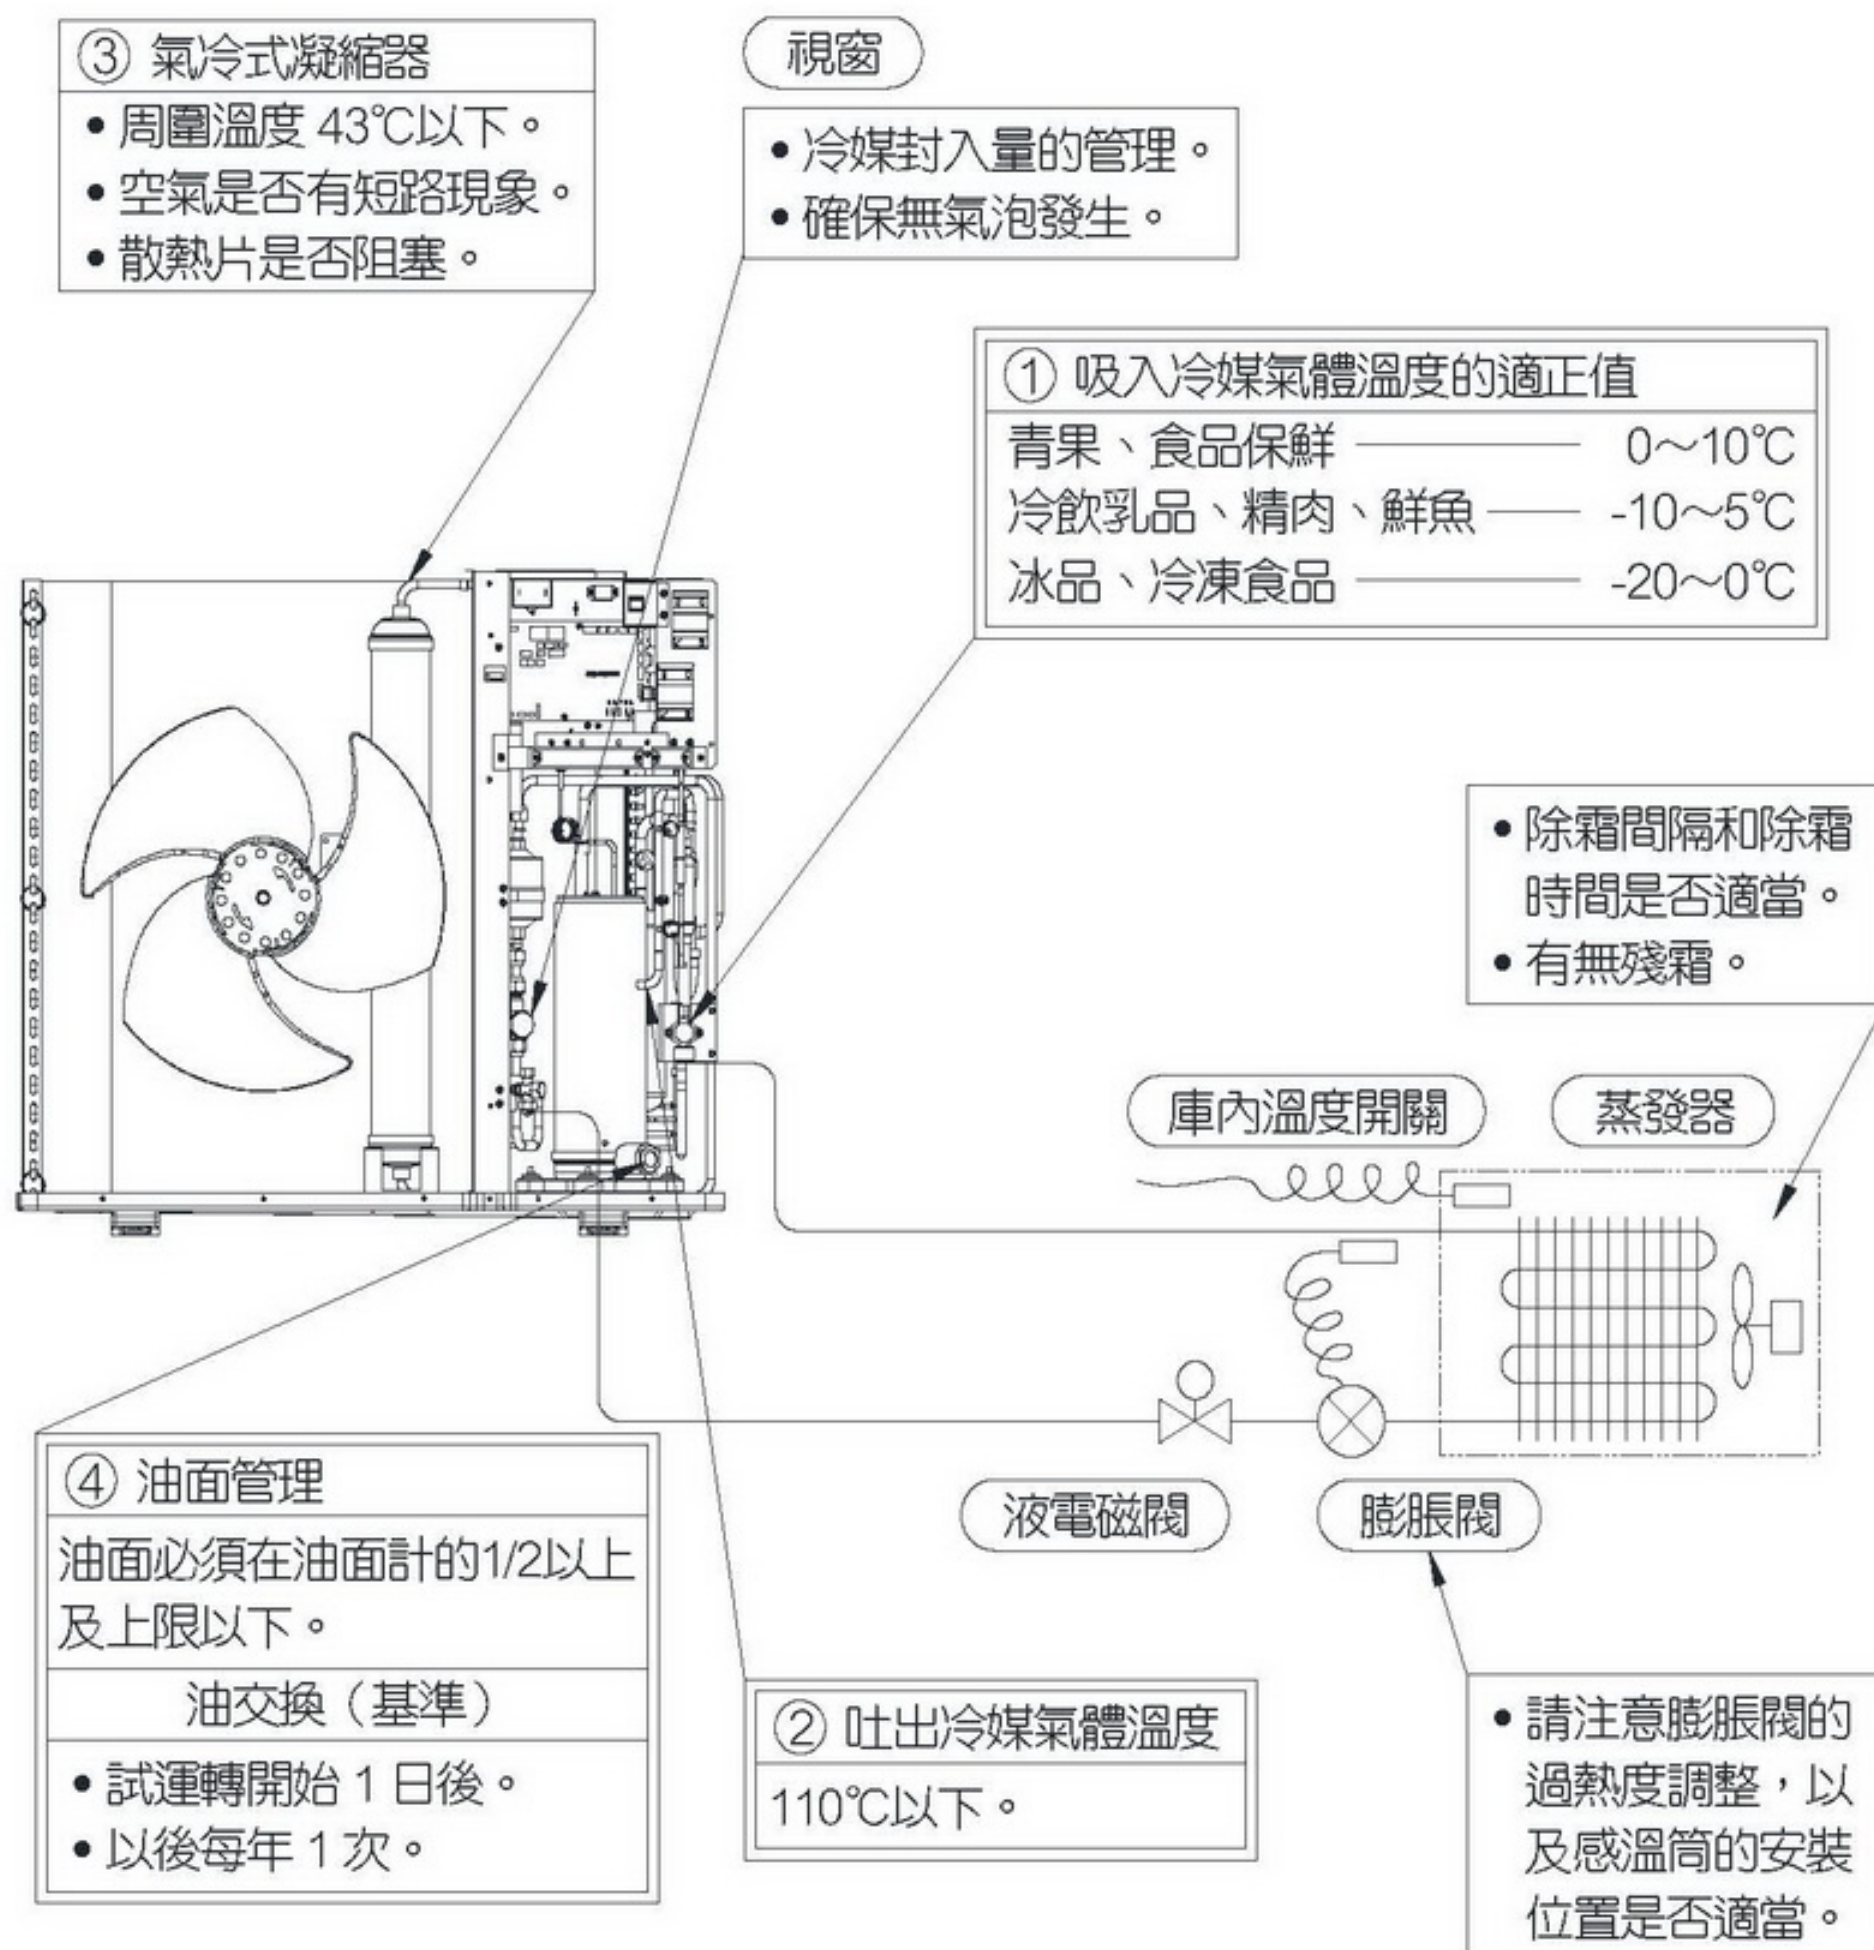 ③ 氣冷式凝縮器
• 周圍溫度 43℃以下。
• 空氣是否有短路現象。
• 散熱片是否阻塞。
視窗
• 冷媒封入量的管理。
• 確保無氣泡發生。
① 吸入冷媒氣體溫度的適正值
青果、食品保鮮 ——— 0～10℃
冷飲乳品、精肉、鮮魚 —— -10～5℃
冰品、冷凍食品 ——— -20～0℃
• 除霜間隔和除霜
時間是否適當。
• 有無殘霜。
庫內溫度開關
蒸發器
液電磁閥
膨脹閥
④ 油面管理
油面必須在油面計的1/2以上
及上限以下。
油交換（基準）
• 試運轉開始 1 日後。
• 以後每年 1 次。
② 吐出冷媒氣體溫度
110℃以下。
• 請注意膨脹閥的
過熱度調整，以
及感溫筒的安裝
位置是否適當。